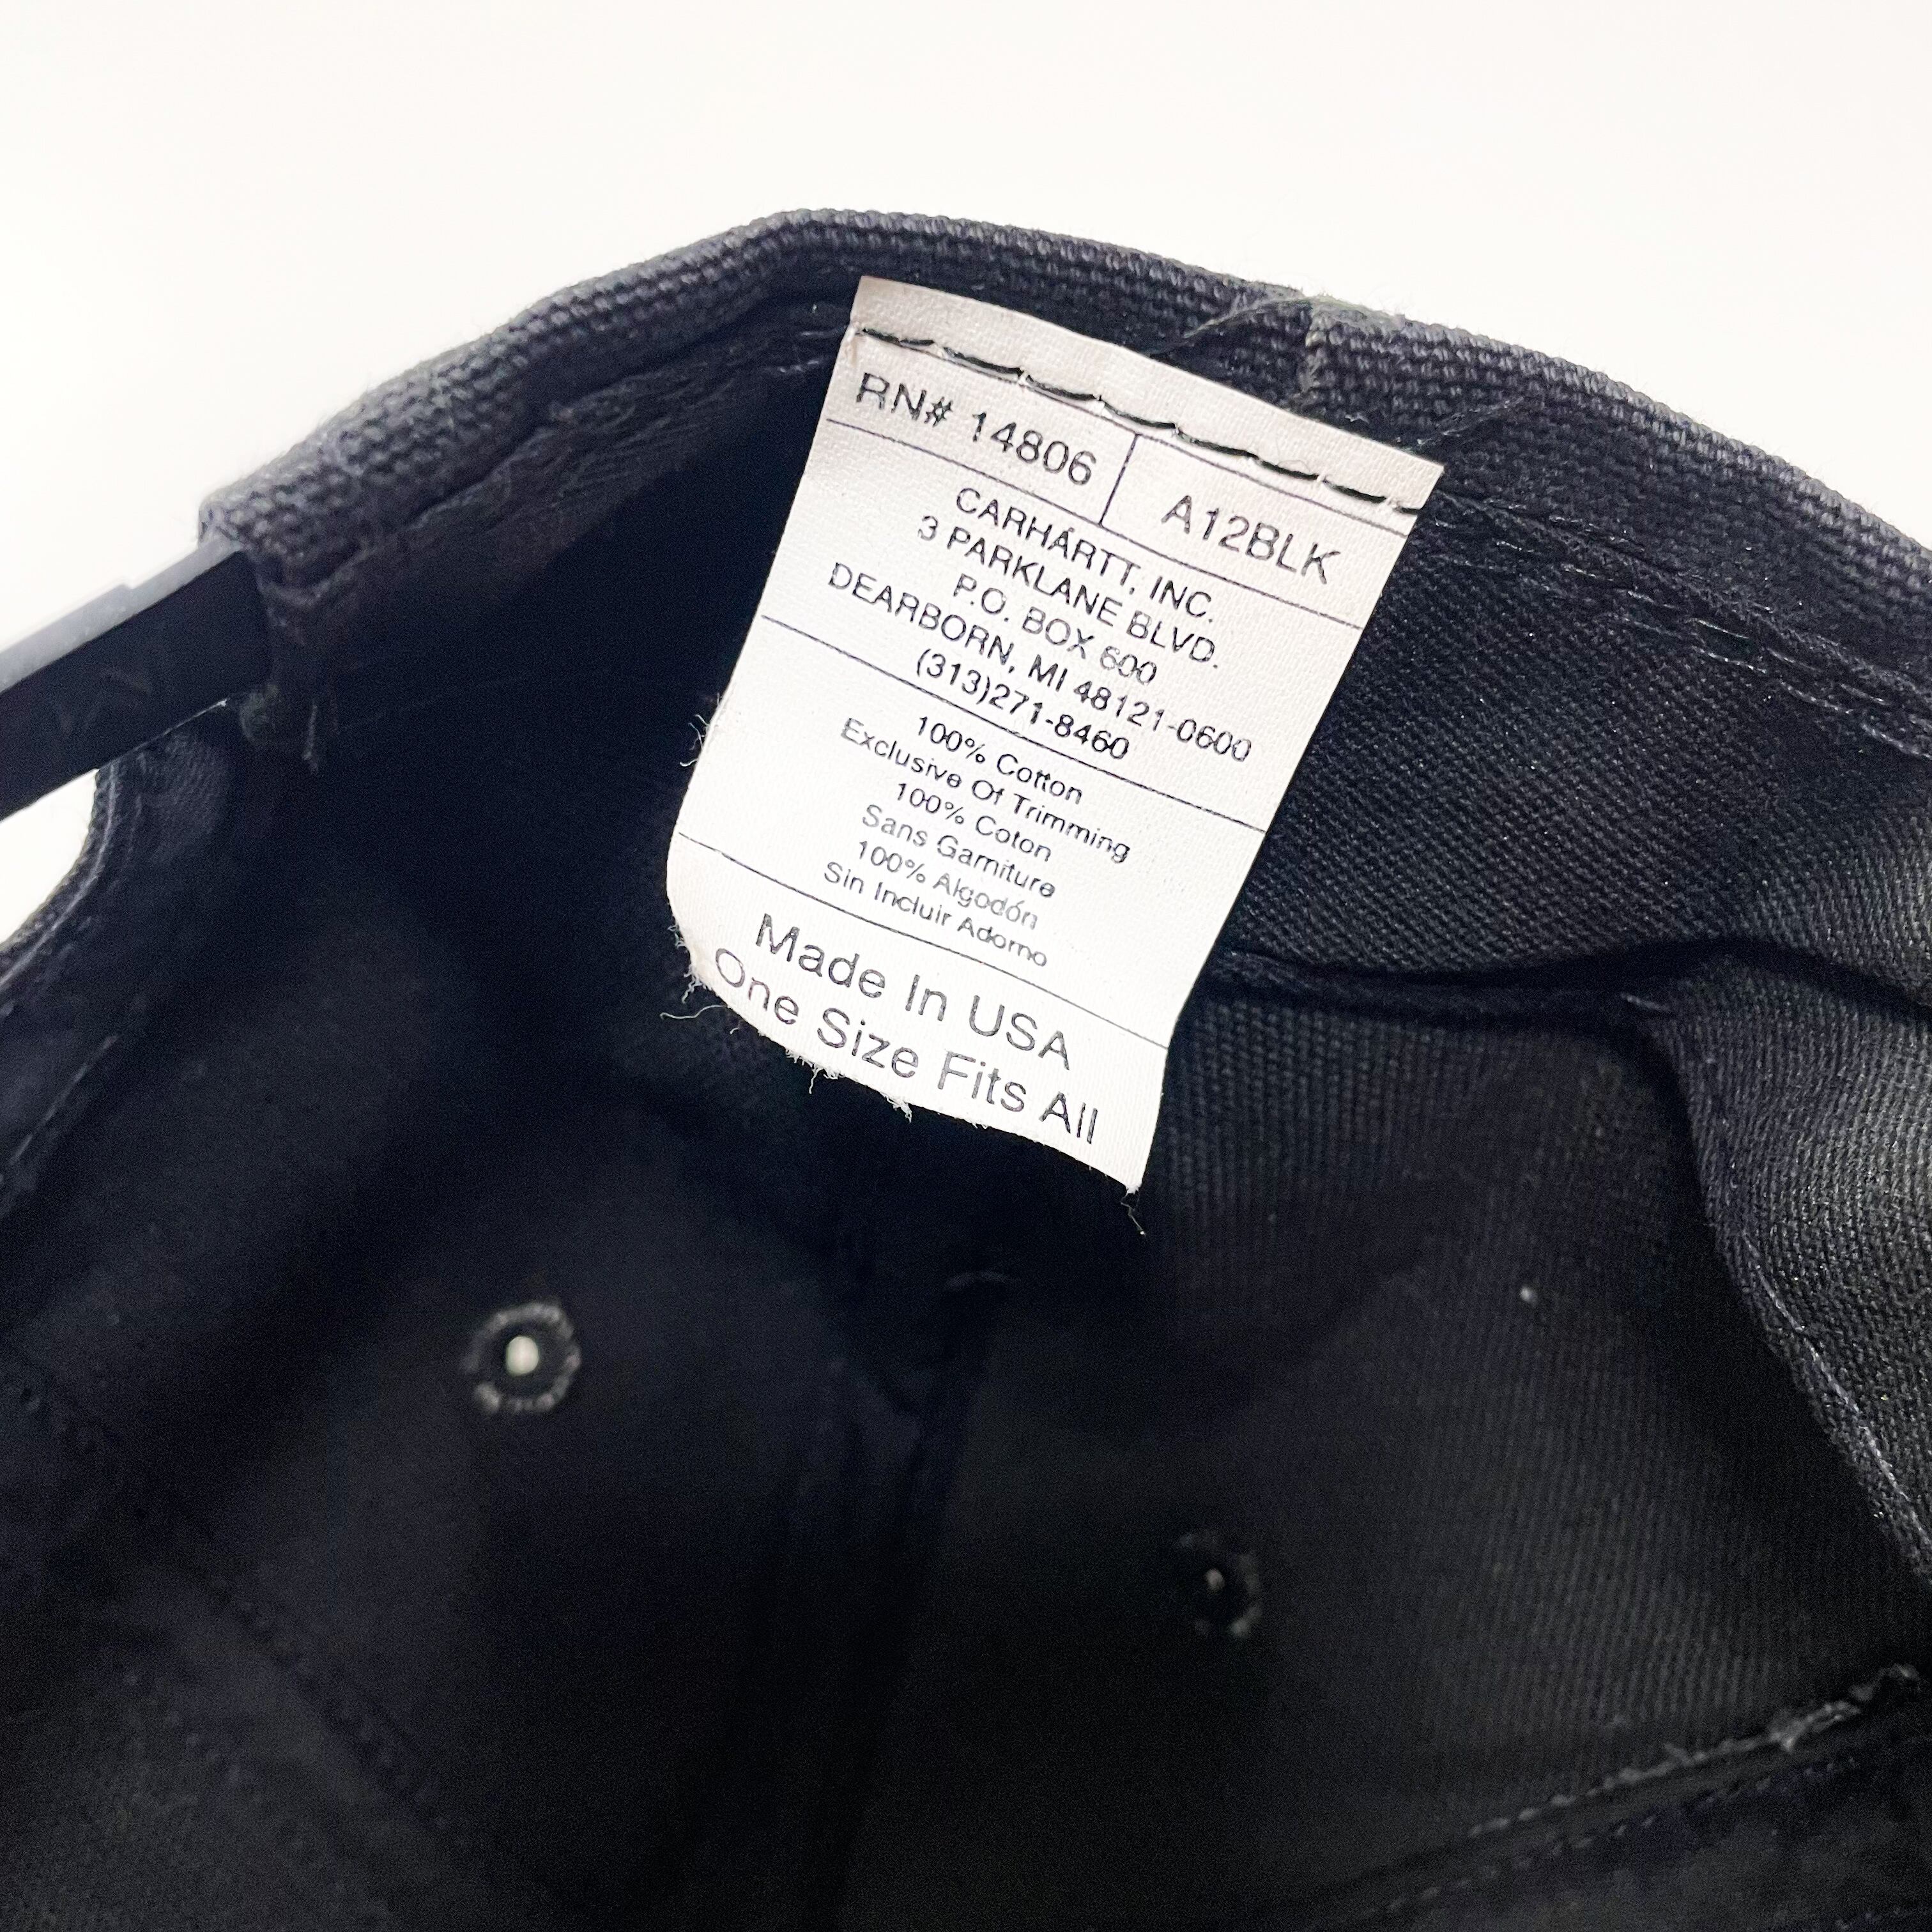 RN# 14806
A12BLK
CARHARTT, INC.
3 PARKLANE BLVD.
P.O. BOX 600
DEARBORN, MI 48121-0600
(313)271-8460
100% Cotton
Exclusive Of Trimming
100% Coton
Sans Garniture
100% Algodón
Sin Incluir Adorno
Made In USA
One Size Fits All